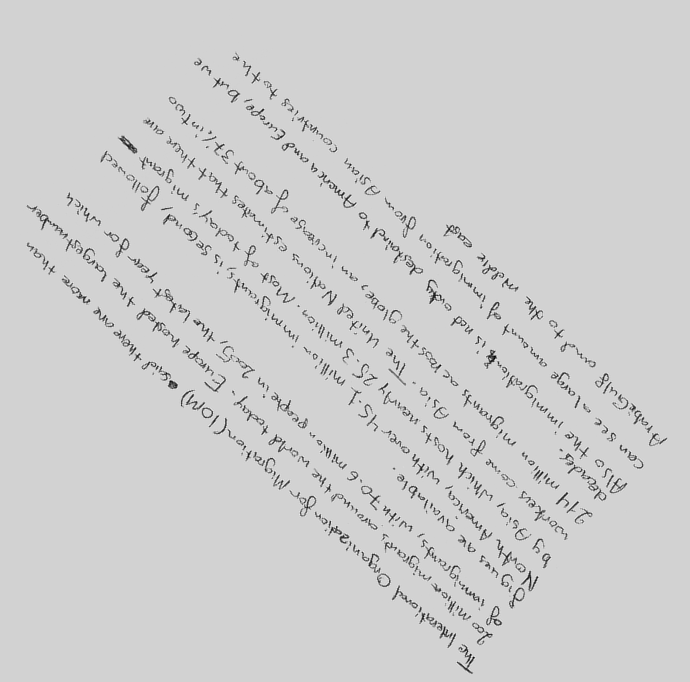 The Interational Organization for Migration (IOM) said there are more than
200 million migrants around the world today. Europe hosted the largest number
of immigrants, with 70.6 million people in 2005, the latest year for which
figures are available.
North America, with over 45.1 million immigrants, is second, followed
by Asia, which hosts nearly 25.3 million. Most of today's migrant
workers come from Asia. The United Nations estimates that there are
214 million migrants across the globe, an increase of about 37% in two
decades.
Also the immigration is not only destaind to America and Europe, but we
can see a large amount of immigration from Asian countries to the
ArabeGulf and to the meddle east